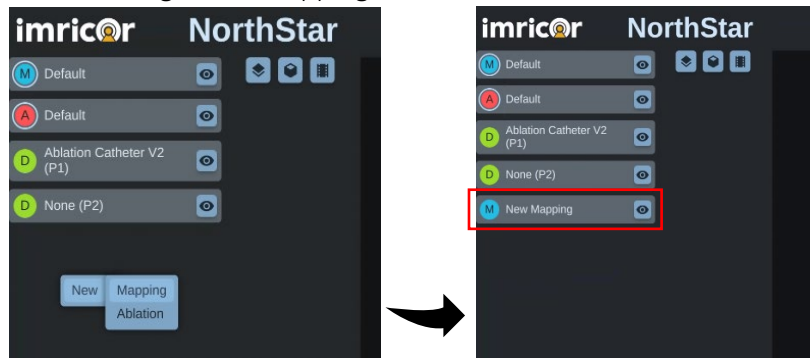 imricor NorthStar
M Default
A Default
D Ablation Catheter V2
(P1)
D None (P2)
New Mapping
Ablation
imricor NorthStar
M Default
A Default
D Ablation Catheter V2
(P1)
D None (P2)
M New Mapping